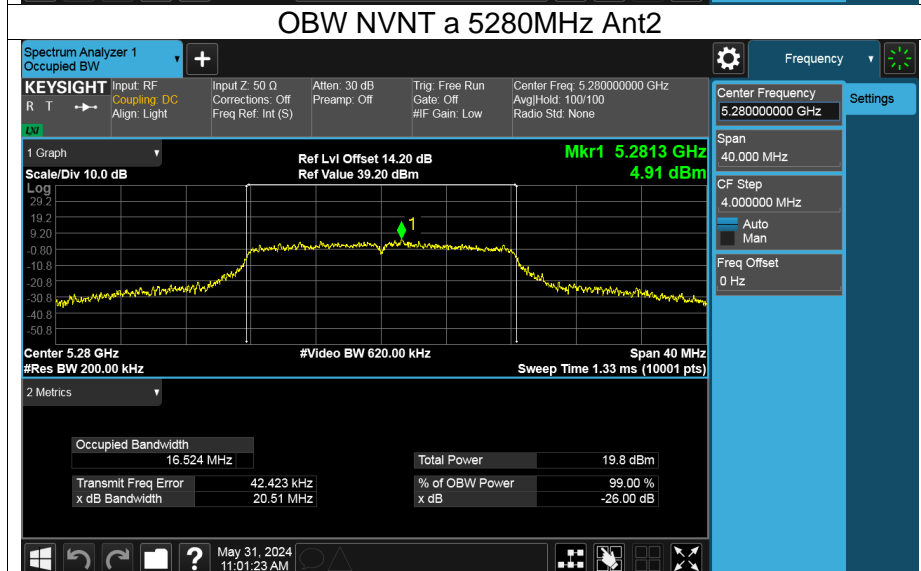 OBW NVNT a 5280MHz Ant2
Spectrum Analyzer 1
Occupied BW
+
Frequency
KEYSIGHT
R T
LXI
Input: RF
Coupling: DC
Align: Light
Input Z: 50 Ω
Corrections: Off
Freq Ref: Int (S)
Atten: 30 dB
Preamp: Off
Trig: Free Run
Gate: Off
#IF Gain: Low
Center Freq: 5.280000000 GHz
Avg|Hold: 100/100
Radio Std: None
Center Frequency
5.280000000 GHz
Settings
Span
40.000 MHz
CF Step
4.000000 MHz
Auto
Man
Freq Offset
0 Hz
1 Graph
Ref Lvl Offset 14.20 dB
Mkr1 5.2813 GHz
Scale/Div 10.0 dB
Ref Value 39.20 dBm
4.91 dBm
Log
29.2
19.2
9.20
-0.80
-10.8
-20.8
-30.8
-40.8
-50.8
1
Center 5.28 GHz
#Video BW 620.00 kHz
Span 40 MHz
#Res BW 200.00 kHz
Sweep Time 1.33 ms (10001 pts)
2 Metrics
Occupied Bandwidth
16.524 MHz
Total Power 19.8 dBm
Transmit Freq Error 42.423 kHz
% of OBW Power 99.00 %
x dB Bandwidth 20.51 MHz
x dB -26.00 dB
?
May 31, 2024
11:01:23 AM